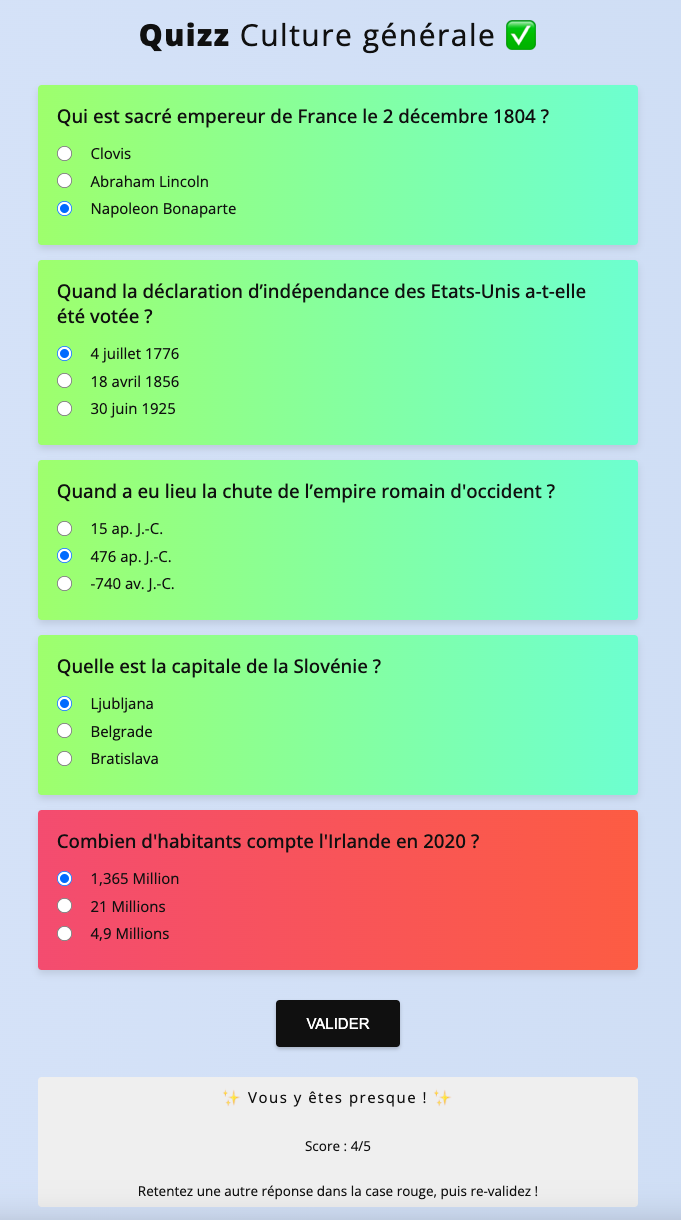 Quizz Culture générale ✅
Qui est sacré empereur de France le 2 décembre 1804 ?
Clovis
Abraham Lincoln
Napoleon Bonaparte
Quand la déclaration d’indépendance des Etats-Unis a-t-elle
été votée ?
4 juillet 1776
18 avril 1856
30 juin 1925
Quand a eu lieu la chute de l’empire romain d'occident ?
15 ap. J.-C.
476 ap. J.-C.
-740 av. J.-C.
Quelle est la capitale de la Slovénie ?
Ljubljana
Belgrade
Bratislava
Combien d'habitants compte l'Irlande en 2020 ?
1,365 Million
21 Millions
4,9 Millions
VALIDER
✨ Vous y êtes presque ! ✨
Score : 4/5
Retentez une autre réponse dans la case rouge, puis re-validez !